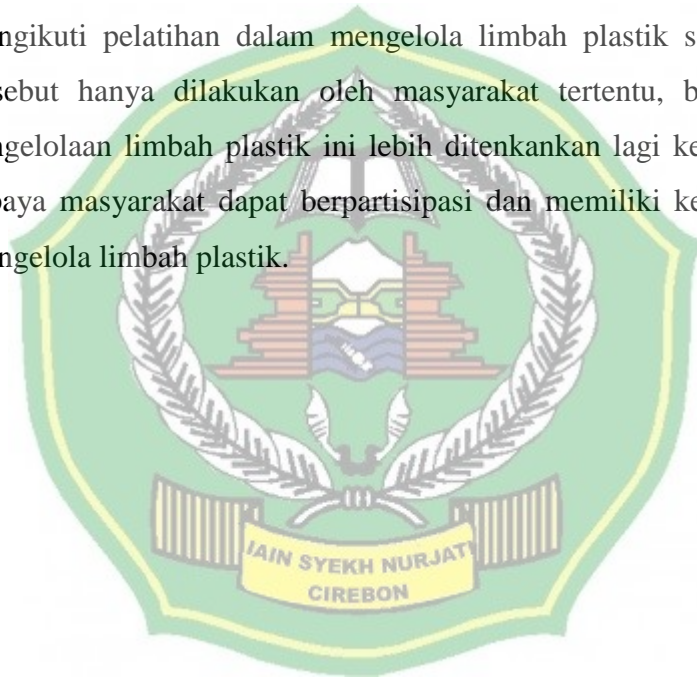 ngikuti pelatihan dalam mengelola limbah plastik s
sebut hanya dilakukan oleh masyarakat tertentu, b
ngelolaan limbah plastik ini lebih ditenkankan lagi ke
paya masyarakat dapat berpartisipasi dan memiliki ke
ngelola limbah plastik.
IAIN SYEKH NURJATI
CIREBON